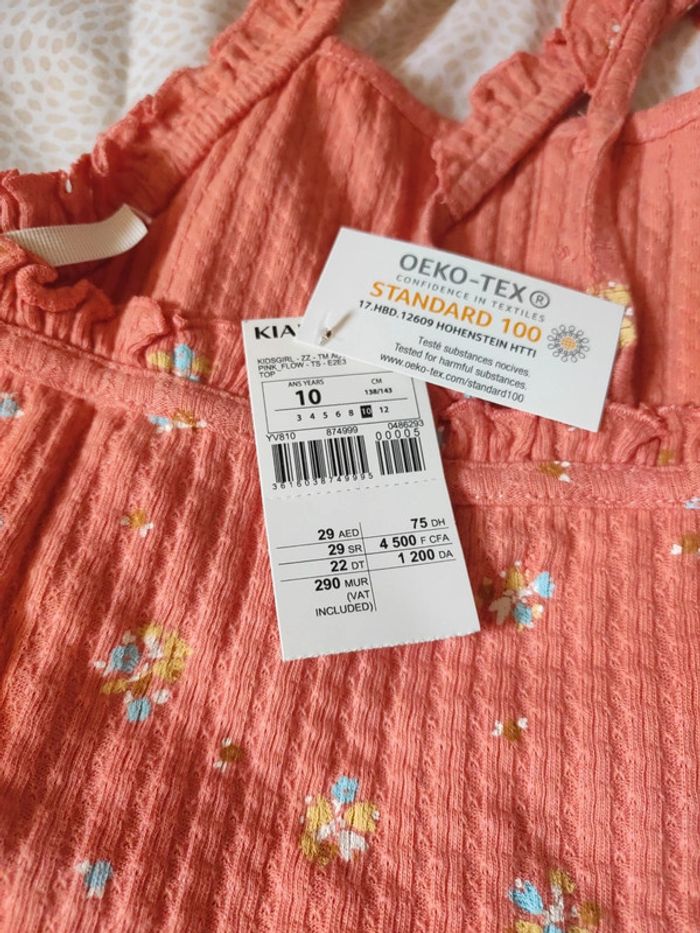 OEKO-TEX®
CONFIDENCE IN TEXTILES
STANDARD 100
17.HBD.12609 HOHENSTEIN HTTI
Testé substances nocives.
Tested for harmful substances.
www.oeko-tex.com/standard100
KIA
KIDSGIRL - ZZ - TM
PINK_FLOW - TS - E2E3
TOP
ANS YEARS CM
10 138/143
3 4 5 6 8 10 12
YV810 874999 0486293
00005
3616038749995
29 AED 75 DH
29 SR 4 500 F CFA
22 DT 1 200 DA
290 MUR
(VAT
INCLUDED)